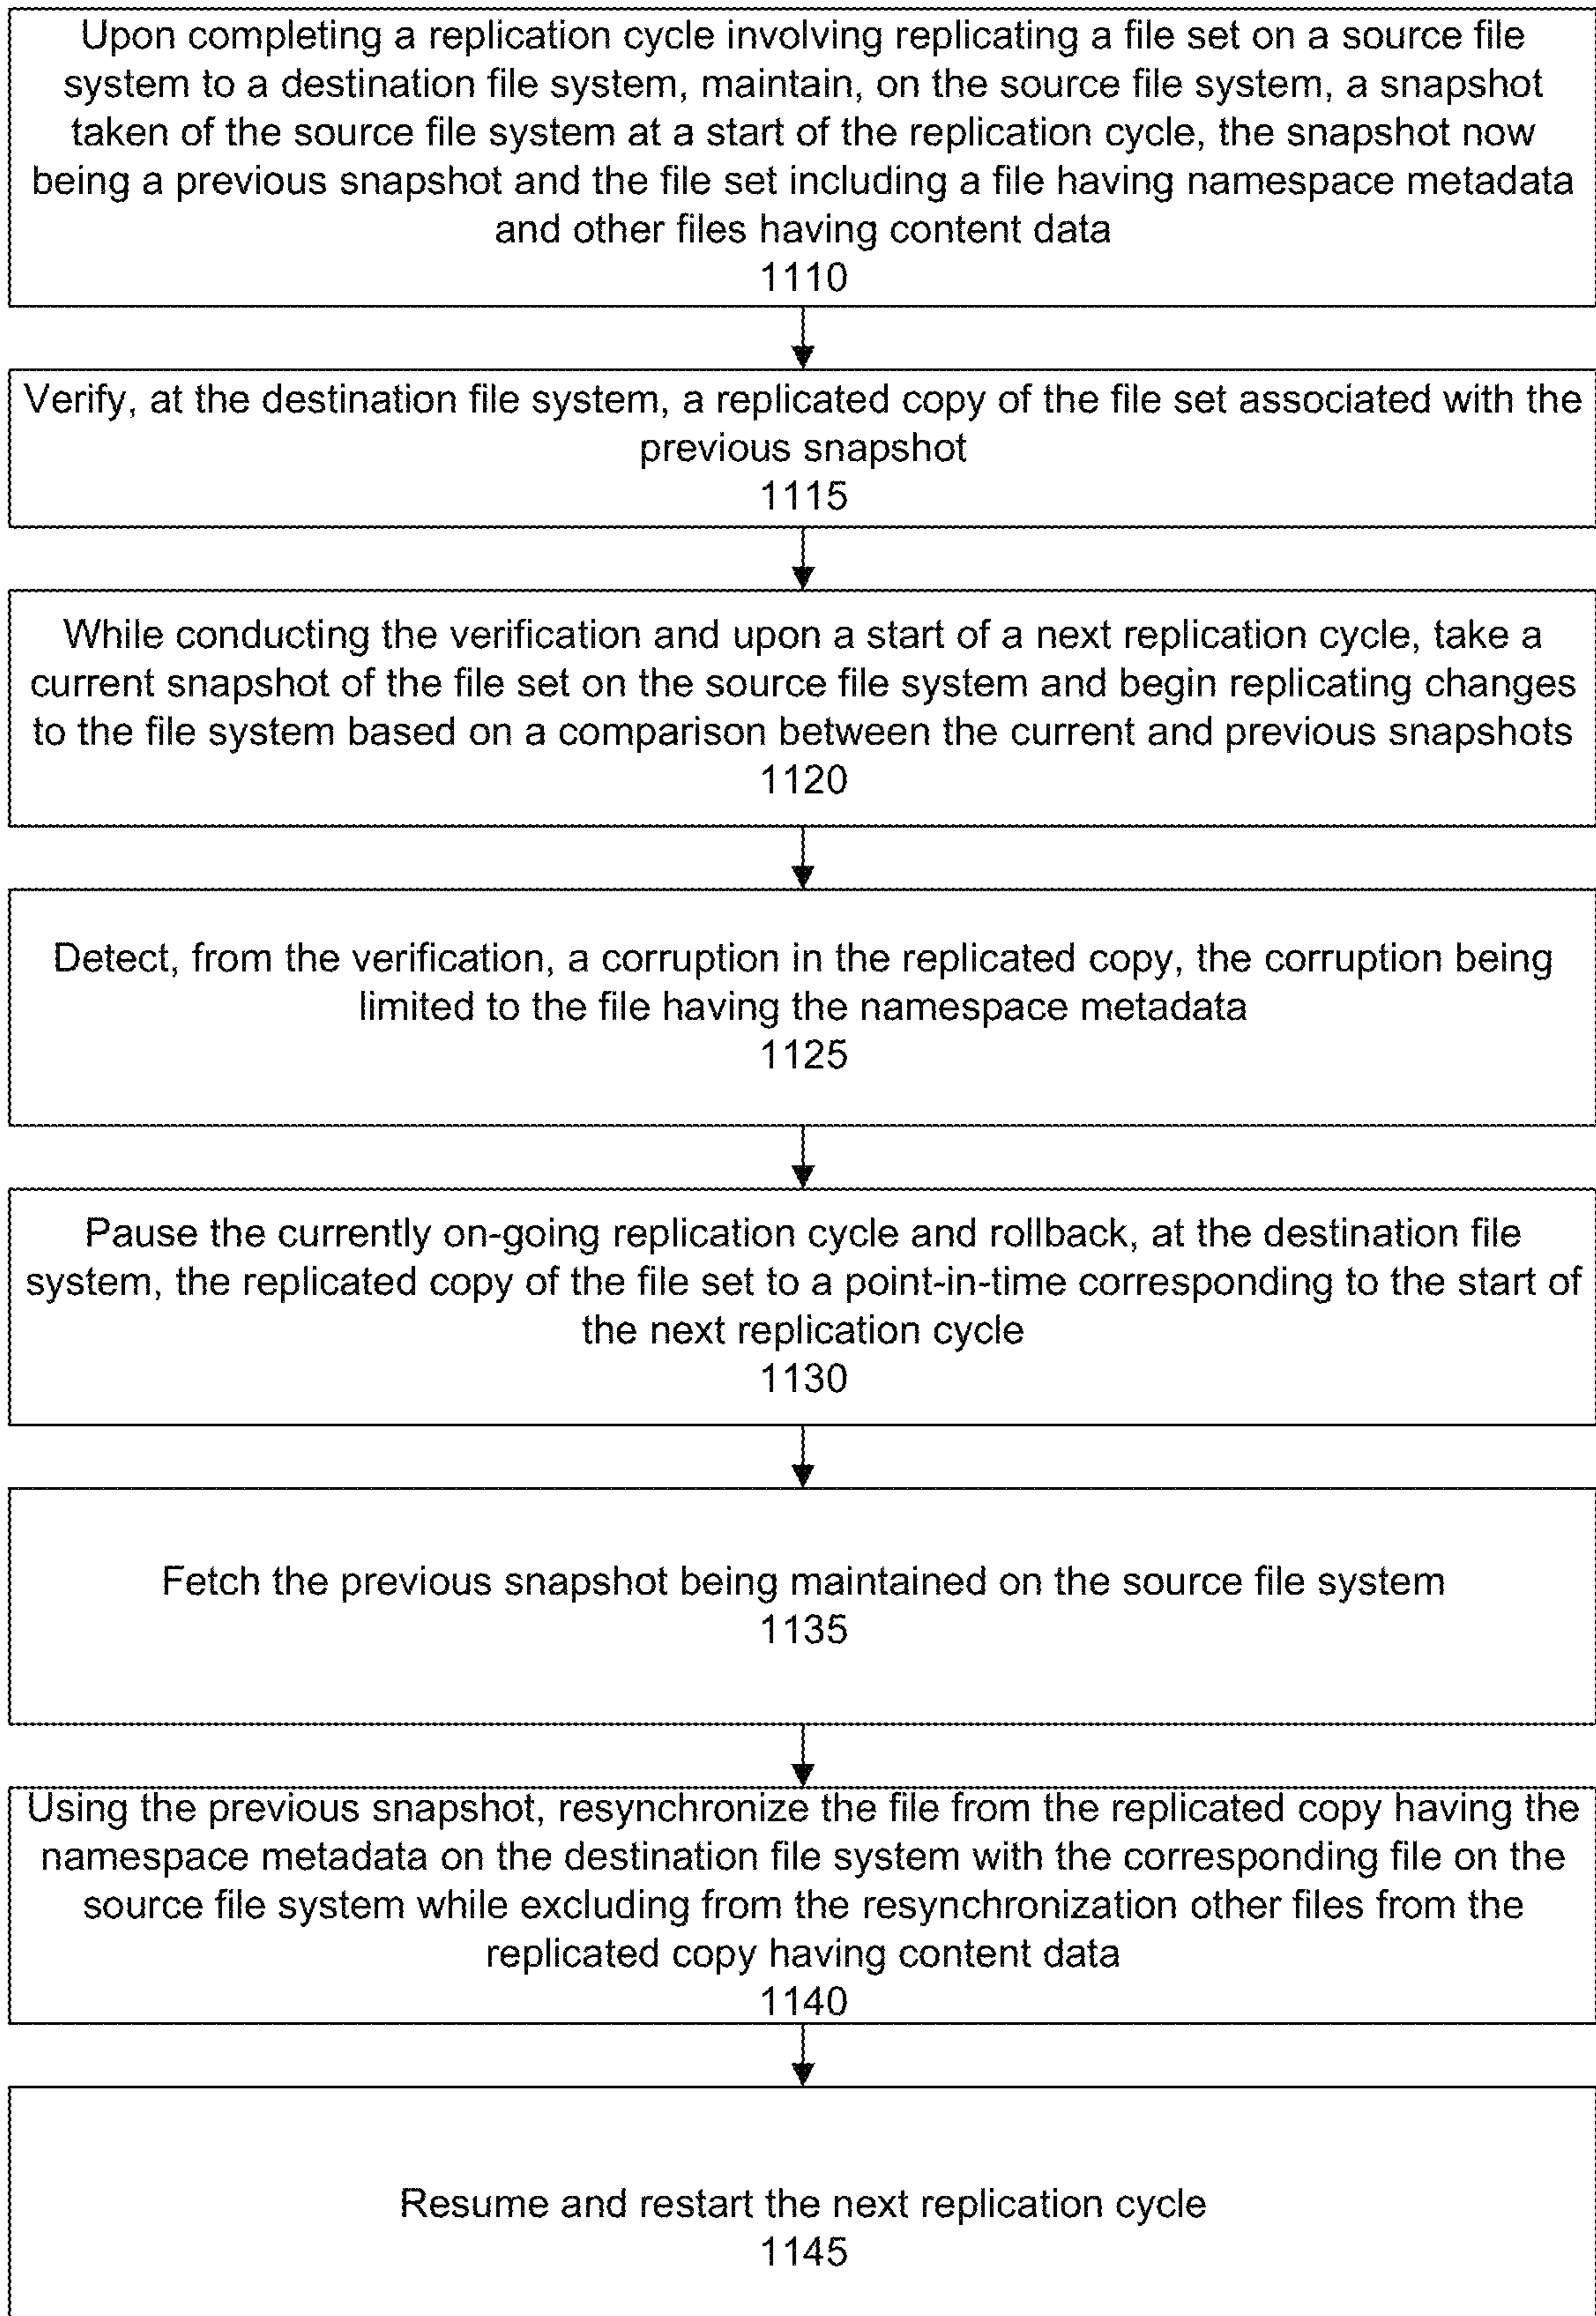 Upon completing a replication cycle involving replicating a file set on a source file
system to a destination file system, maintain, on the source file system, a snapshot
taken of the source file system at a start of the replication cycle, the snapshot now
being a previous snapshot and the file set including a file having namespace metadata
and other files having content data
1110
Verify, at the destination file system, a replicated copy of the file set associated with the
previous snapshot
1115
While conducting the verification and upon a start of a next replication cycle, take a
current snapshot of the file set on the source file system and begin replicating changes
to the file system based on a comparison between the current and previous snapshots
1120
Detect, from the verification, a corruption in the replicated copy, the corruption being
limited to the file having the namespace metadata
1125
Pause the currently on-going replication cycle and rollback, at the destination file
system, the replicated copy of the file set to a point-in-time corresponding to the start of
the next replication cycle
1130
Fetch the previous snapshot being maintained on the source file system
1135
Using the previous snapshot, resynchronize the file from the replicated copy having the
namespace metadata on the destination file system with the corresponding file on the
source file system while excluding from the resynchronization other files from the
replicated copy having content data
1140
Resume and restart the next replication cycle
1145